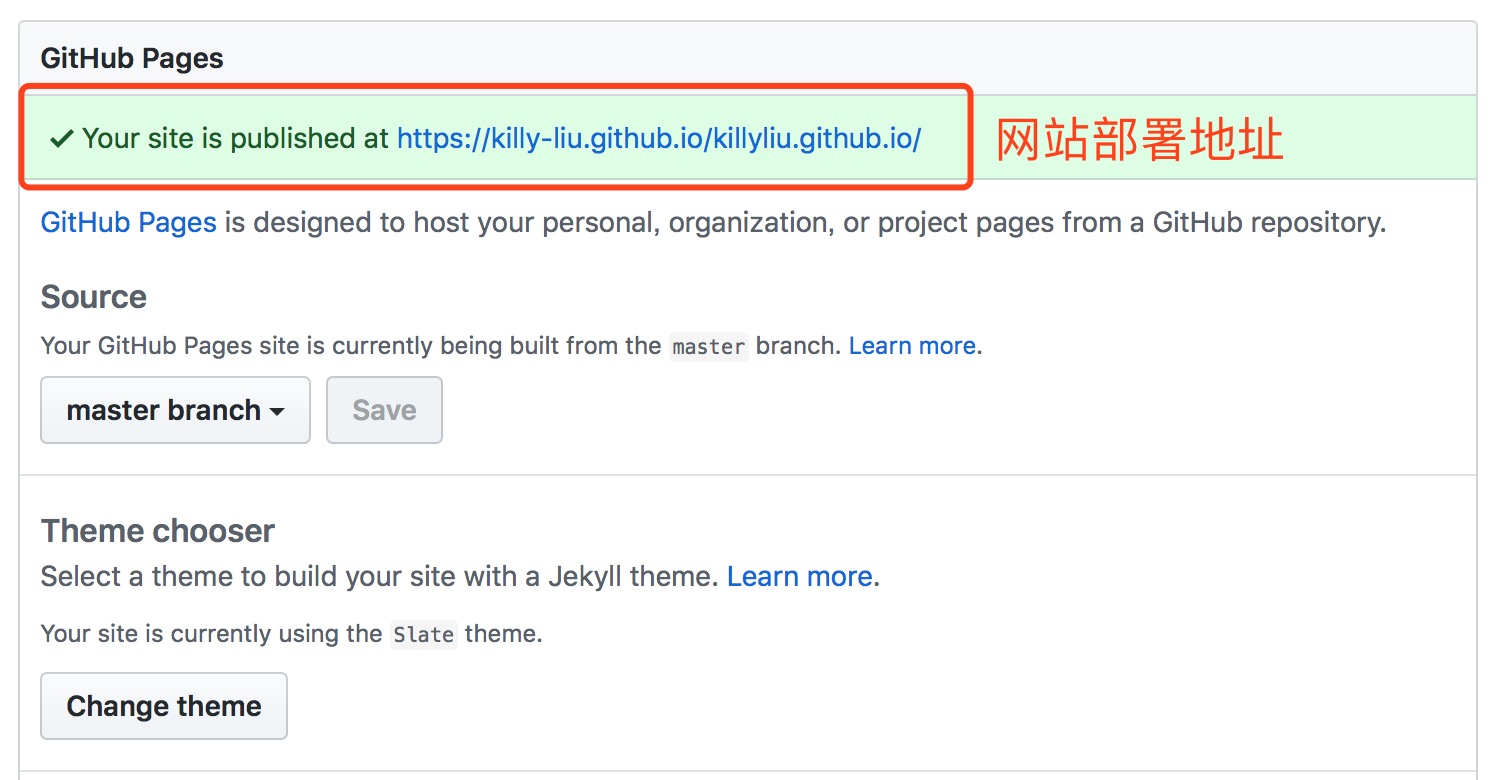 GitHub Pages
✓ Your site is published at https://killy-liu.github.io/killyliu.github.io/ 网站部署地址
GitHub Pages is designed to host your personal, organization, or project pages from a GitHub repository.
Source
Your GitHub Pages site is currently being built from the master branch. Learn more.
master branch Save
Theme chooser
Select a theme to build your site with a Jekyll theme. Learn more.
Your site is currently using the Slate theme.
Change theme